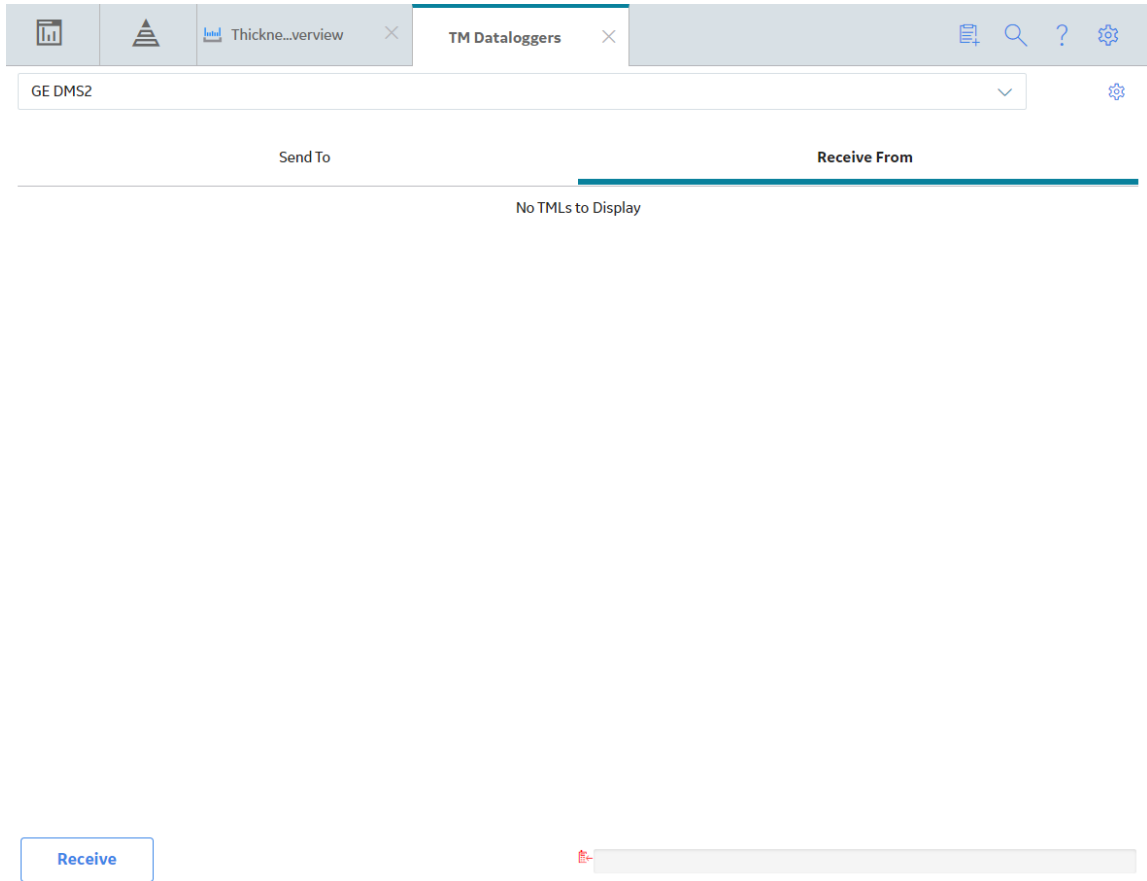 Thickne...verview
TM Dataloggers
GE DMS2
Send To
Receive From
No TMLs to Display
Receive